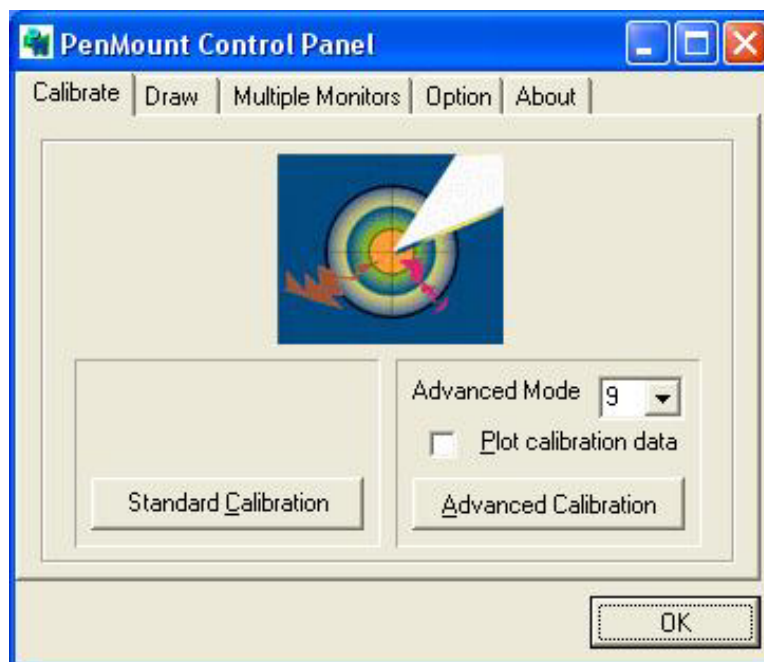 PenMount Control Panel
Calibrate Draw Multiple Monitors Option About
Advanced Mode 9
Plot calibration data
Standard Calibration Advanced Calibration
OK